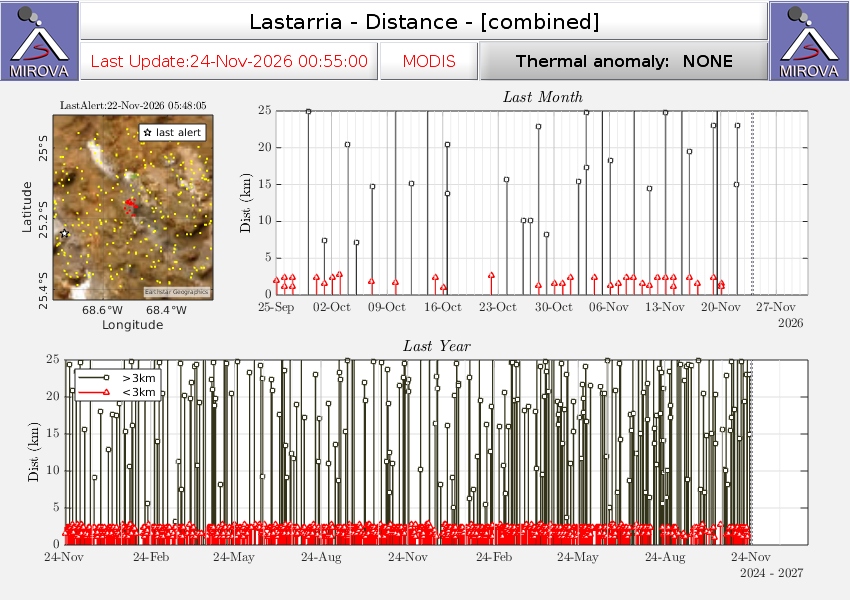 Lastarria - Distance - [combined]
MIROVA
Last Update:24-Nov-2026 00:55:00
MODIS
Thermal anomaly: NONE
MIROVA
LastAlert:22-Nov-2026 05:48:05
last alert
25°S
25.2°S
25.4°S
Latitude
Earthstar Geographics
68.6°W
68.4°W
Longitude
Last Month
25
20
15
10
5
0
Dist (km)
25-Sep
02-Oct
09-Oct
16-Oct
23-Oct
30-Oct
06-Nov
13-Nov
20-Nov
27-Nov
2026
Last Year
25
20
15
10
5
0
Dist (km)
>3km
<3km
24-Nov
24-Feb
24-May
24-Aug
24-Nov
24-Feb
24-May
24-Aug
24-Nov
2024 - 2027